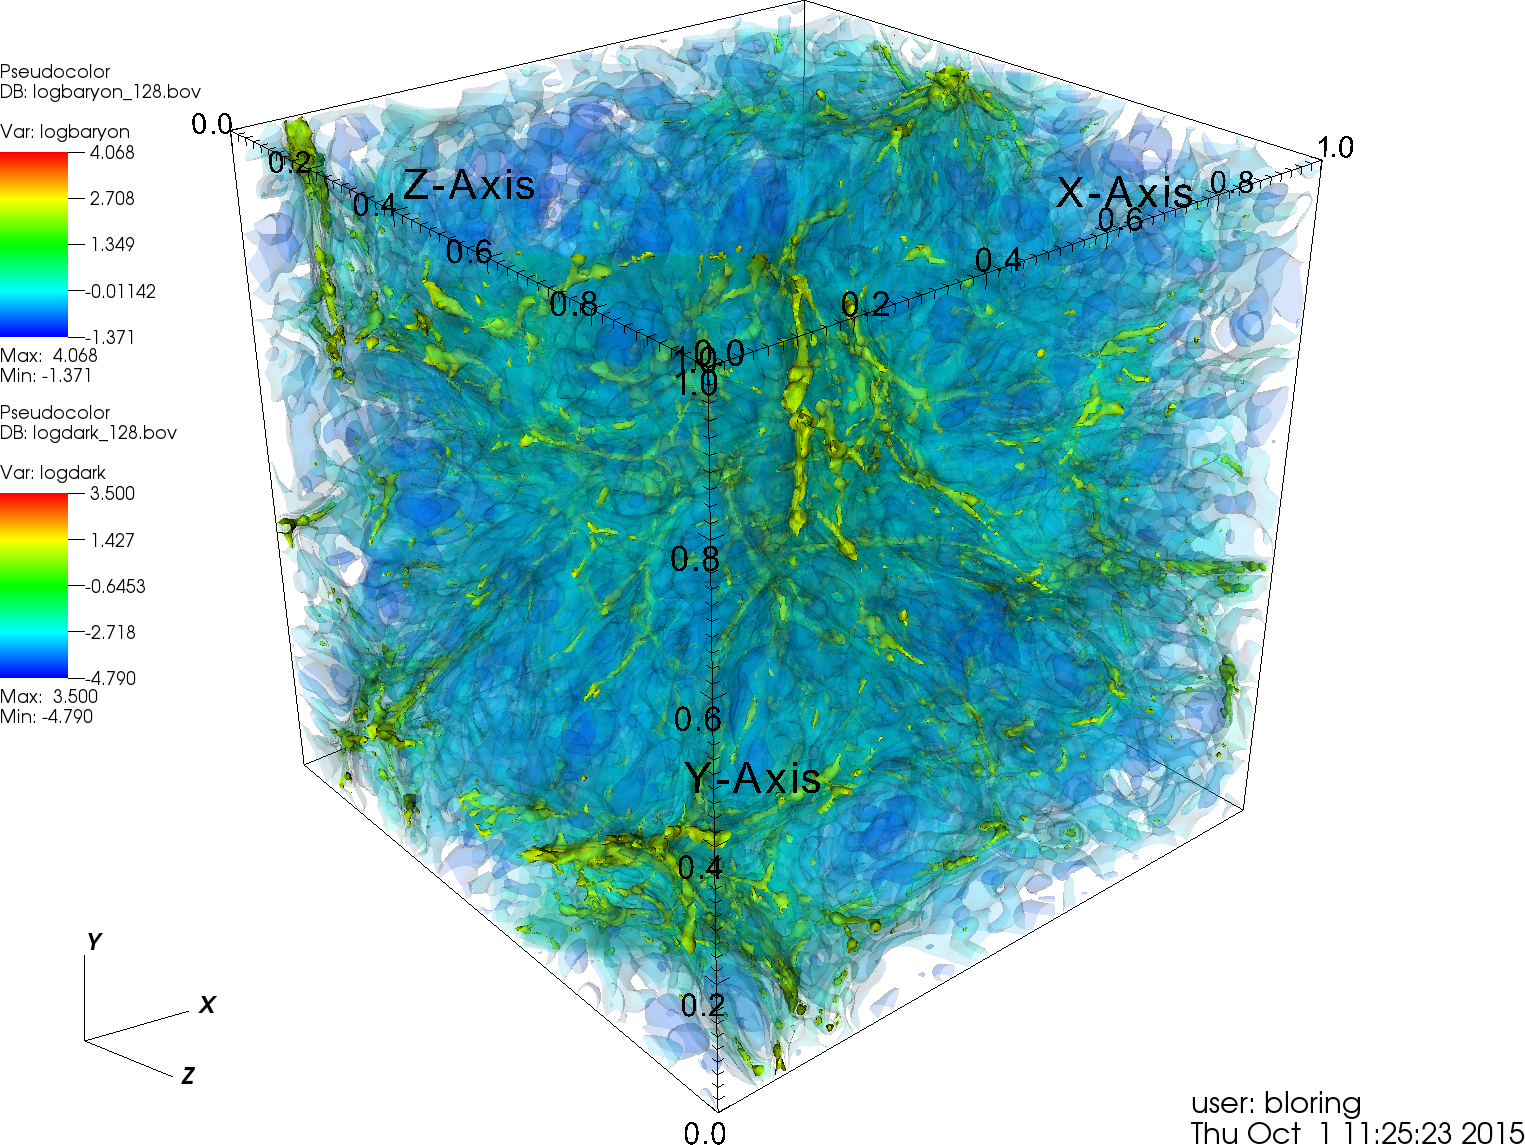 Pseudocolor
DB: logbaryon_128.bov
Var: logbaryon
4.068
2.708
1.349
-0.01142
-1.371
Max: 4.068
Min: -1.371
Pseudocolor
DB: logdark_128.bov
Var: logdark
3.500
1.427
-0.6453
-2.718
-4.790
Max: 3.500
Min: -4.790
0.0
0.2
0.4
Z-Axis
0.6
0.8
1.0
0.0
0.2
0.4
0.6
X-Axis
0.8
1.0
1.0
0.8
0.6
Y-Axis
0.4
0.2
0.0
Y
X
Z
user: bloring
Thu Oct 1 11:25:23 2015